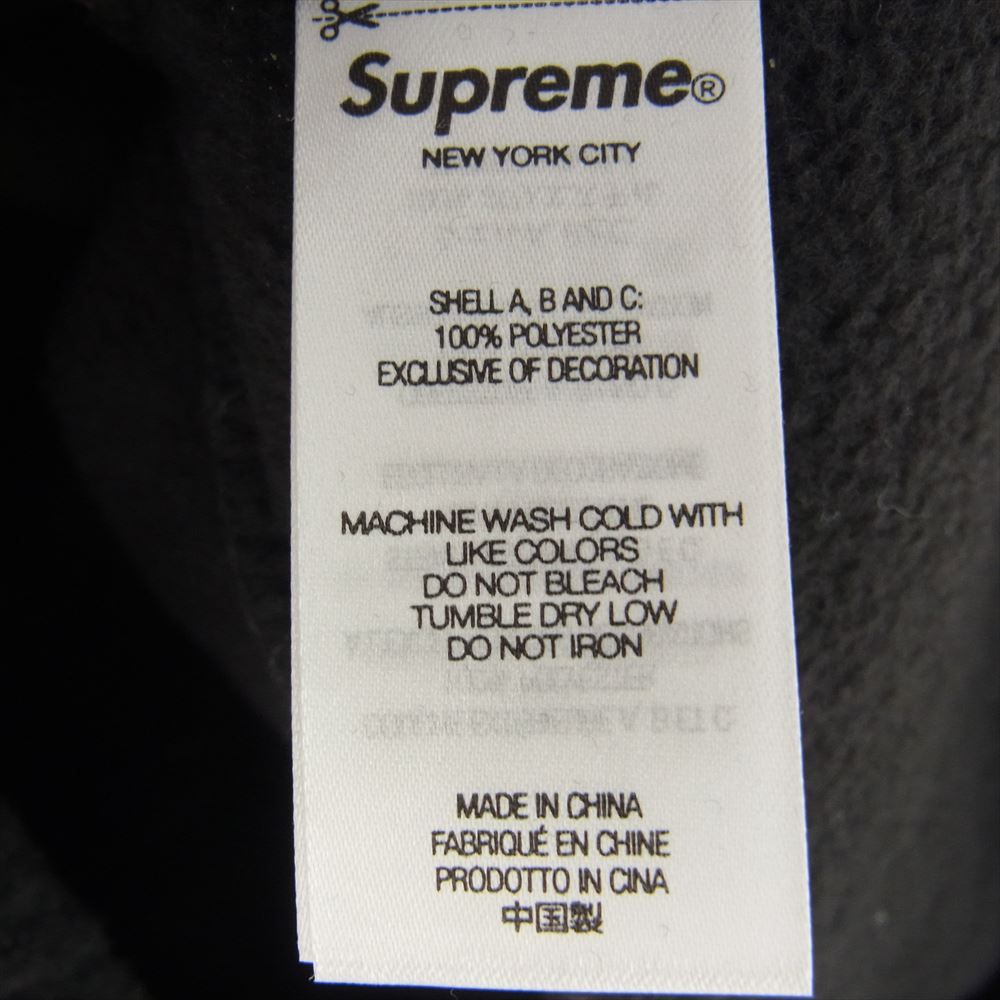 Supreme®
NEW YORK CITY
SHELL A, B AND C:
100% POLYESTER
EXCLUSIVE OF DECORATION
MACHINE WASH COLD WITH
LIKE COLORS
DO NOT BLEACH
TUMBLE DRY LOW
DO NOT IRON
MADE IN CHINA
FABRIQUÉ EN CHINE
PRODOTTO IN CINA
中国製